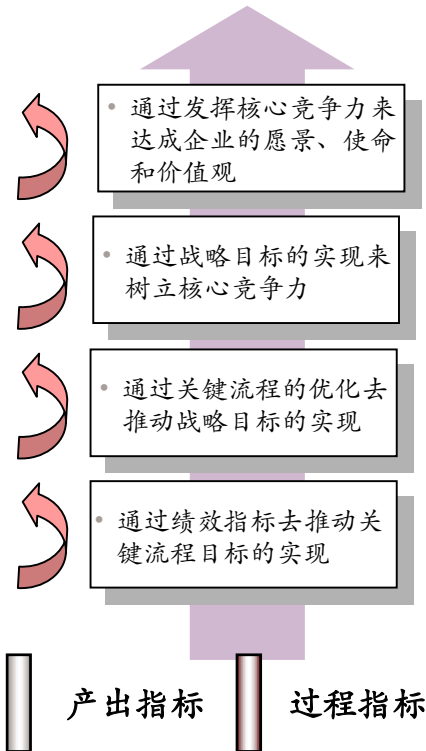 • 通过发挥核心竞争力来
达成企业的愿景、使命
和价值观
• 通过战略目标的实现来
树立核心竞争力
• 通过关键流程的优化去
推动战略目标的实现
• 通过绩效指标去推动关
键流程目标的实现
产出指标 过程指标